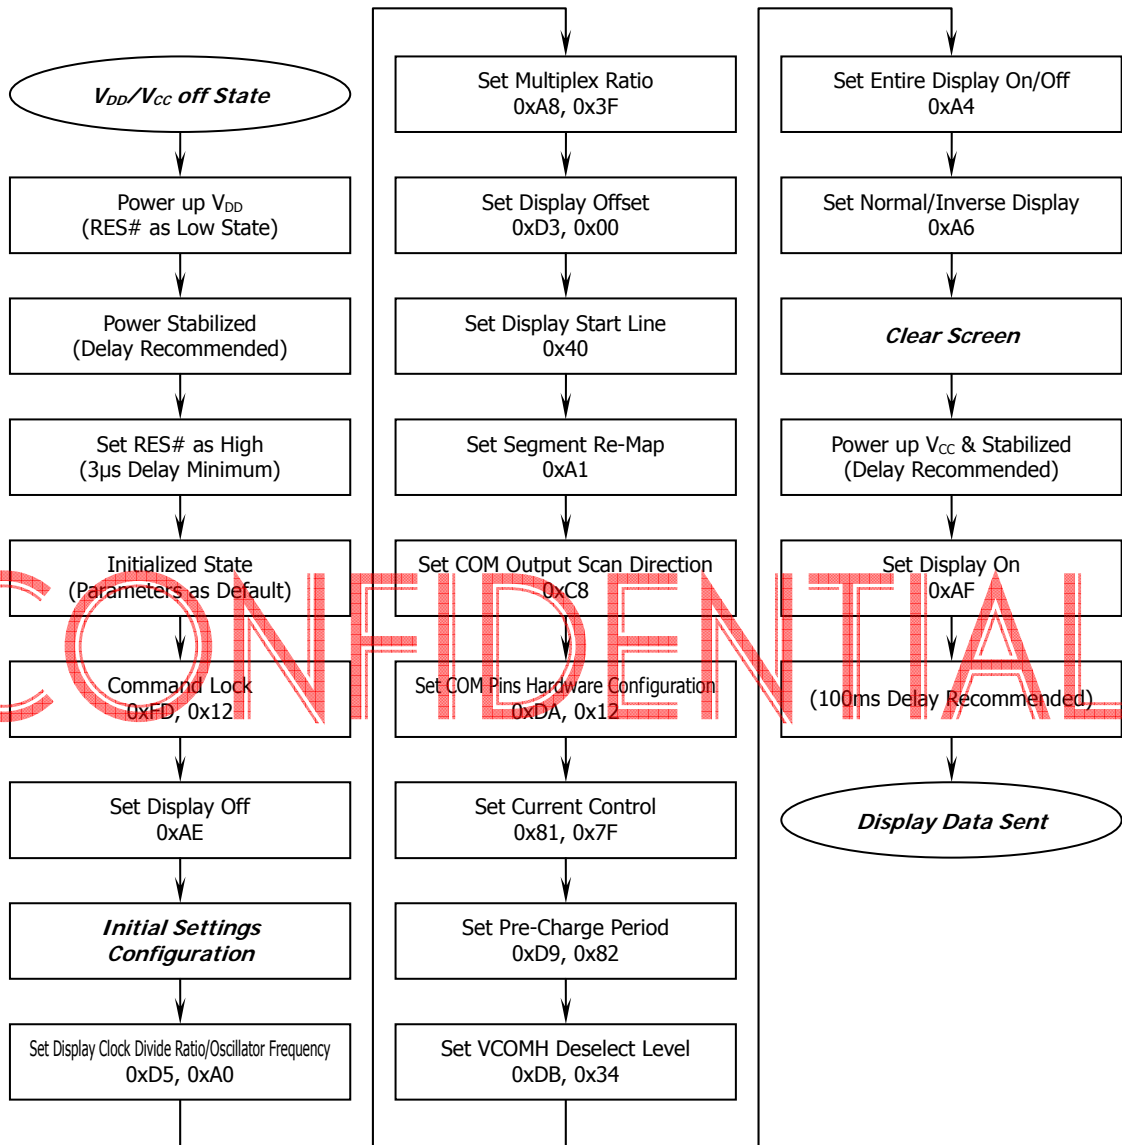 V_DD/V_CC off State
Power up V_DD
(RES# as Low State)
Power Stabilized
(Delay Recommended)
Set RES# as High
(3μs Delay Minimum)
Initialized State
(Parameters as Default)
Command Lock
0xFD, 0x12
Set Display Off
0xAE
Initial Settings
Configuration
Set Display Clock Divide Ratio/Oscillator Frequency
0xD5, 0xA0
Set Multiplex Ratio
0xA8, 0x3F
Set Display Offset
0xD3, 0x00
Set Display Start Line
0x40
Set Segment Re-Map
0xA1
Set COM Output Scan Direction
0xC8
Set COM Pins Hardware Configuration
0xDA, 0x12
Set Current Control
0x81, 0x7F
Set Pre-Charge Period
0xD9, 0x82
Set VCOMH Deselect Level
0xDB, 0x34
Set Entire Display On/Off
0xA4
Set Normal/Inverse Display
0xA6
Clear Screen
Power up V_CC & Stabilized
(Delay Recommended)
Set Display On
0xAF
(100ms Delay Recommended)
Display Data Sent
CONFIDENTIAL